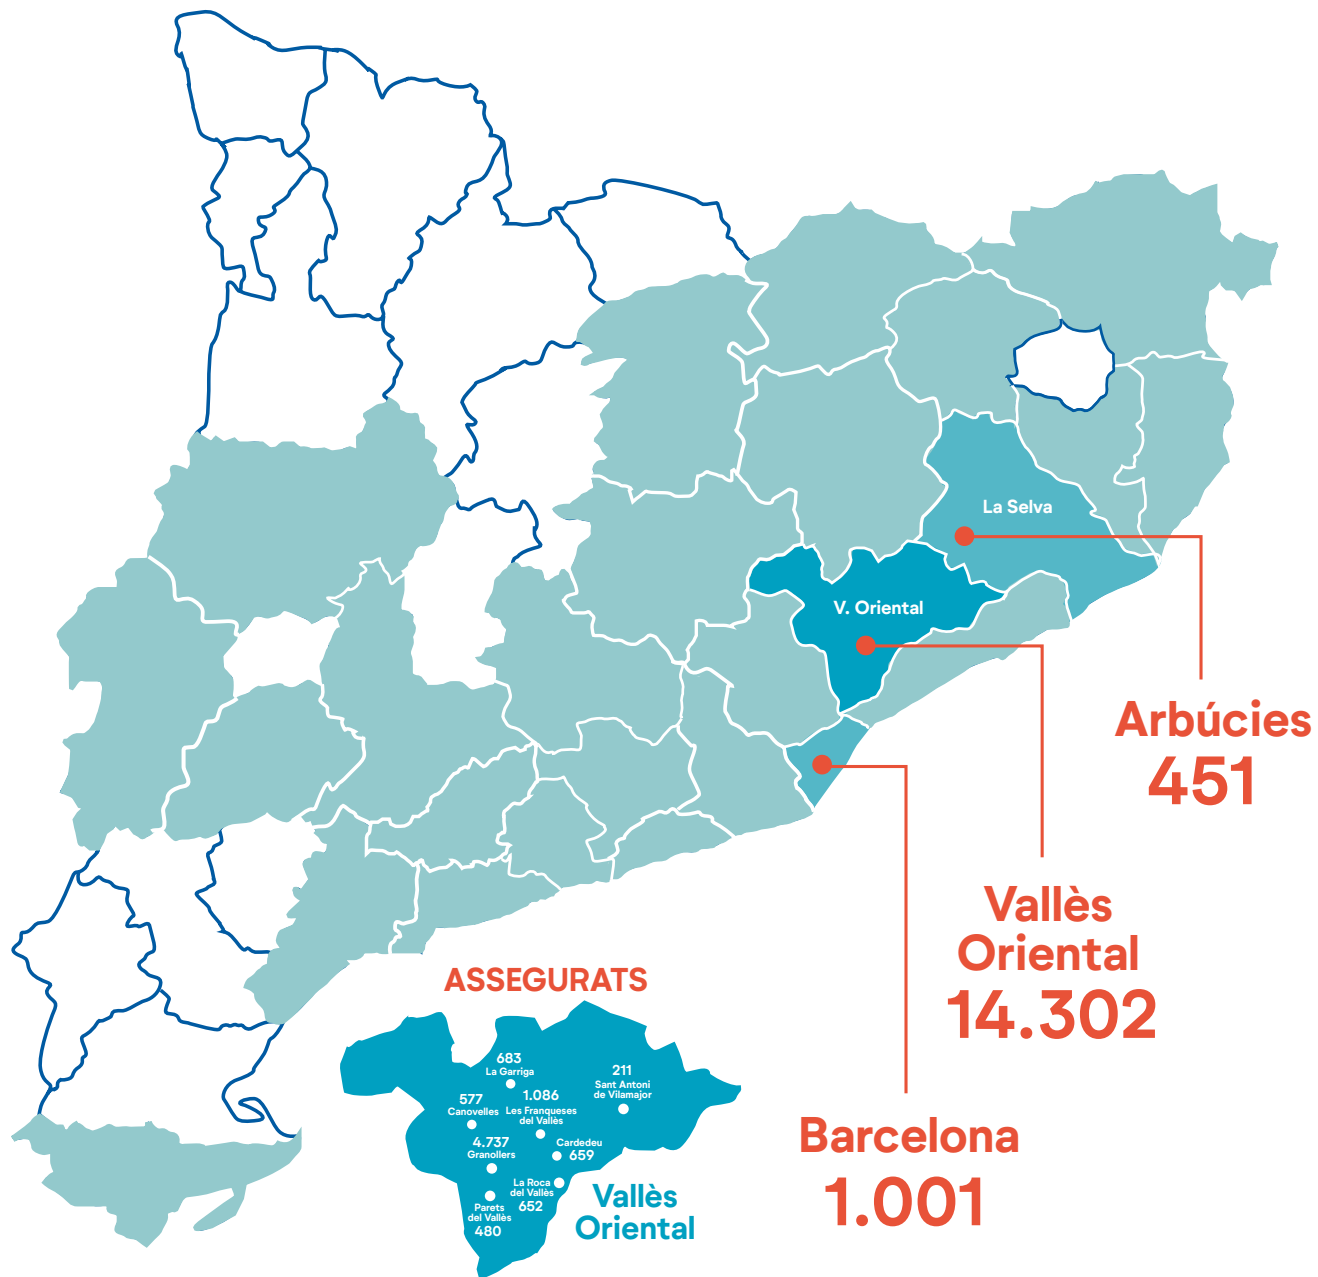 La Selva
V. Oriental
Arbúcies
451
Vallès
Oriental
14.302
Barcelona
1.001
ASSEGURATS
683
La Garriga
211
Sant Antoni
de Vilamajor
577
Canovelles
1.086
Les Franqueses
del Vallès
4.737
Granollers
Cardedeu
659
La Roca
del Vallès
652
Parets
del Vallès
480
Vallès
Oriental